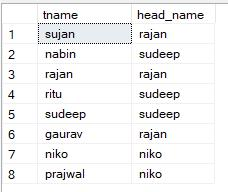 tname head_name
1 sujan rajan
2 nabin sudeep
3 rajan rajan
4 ritu sudeep
5 sudeep sudeep
6 gaurav rajan
7 niko niko
8 prajwal niko